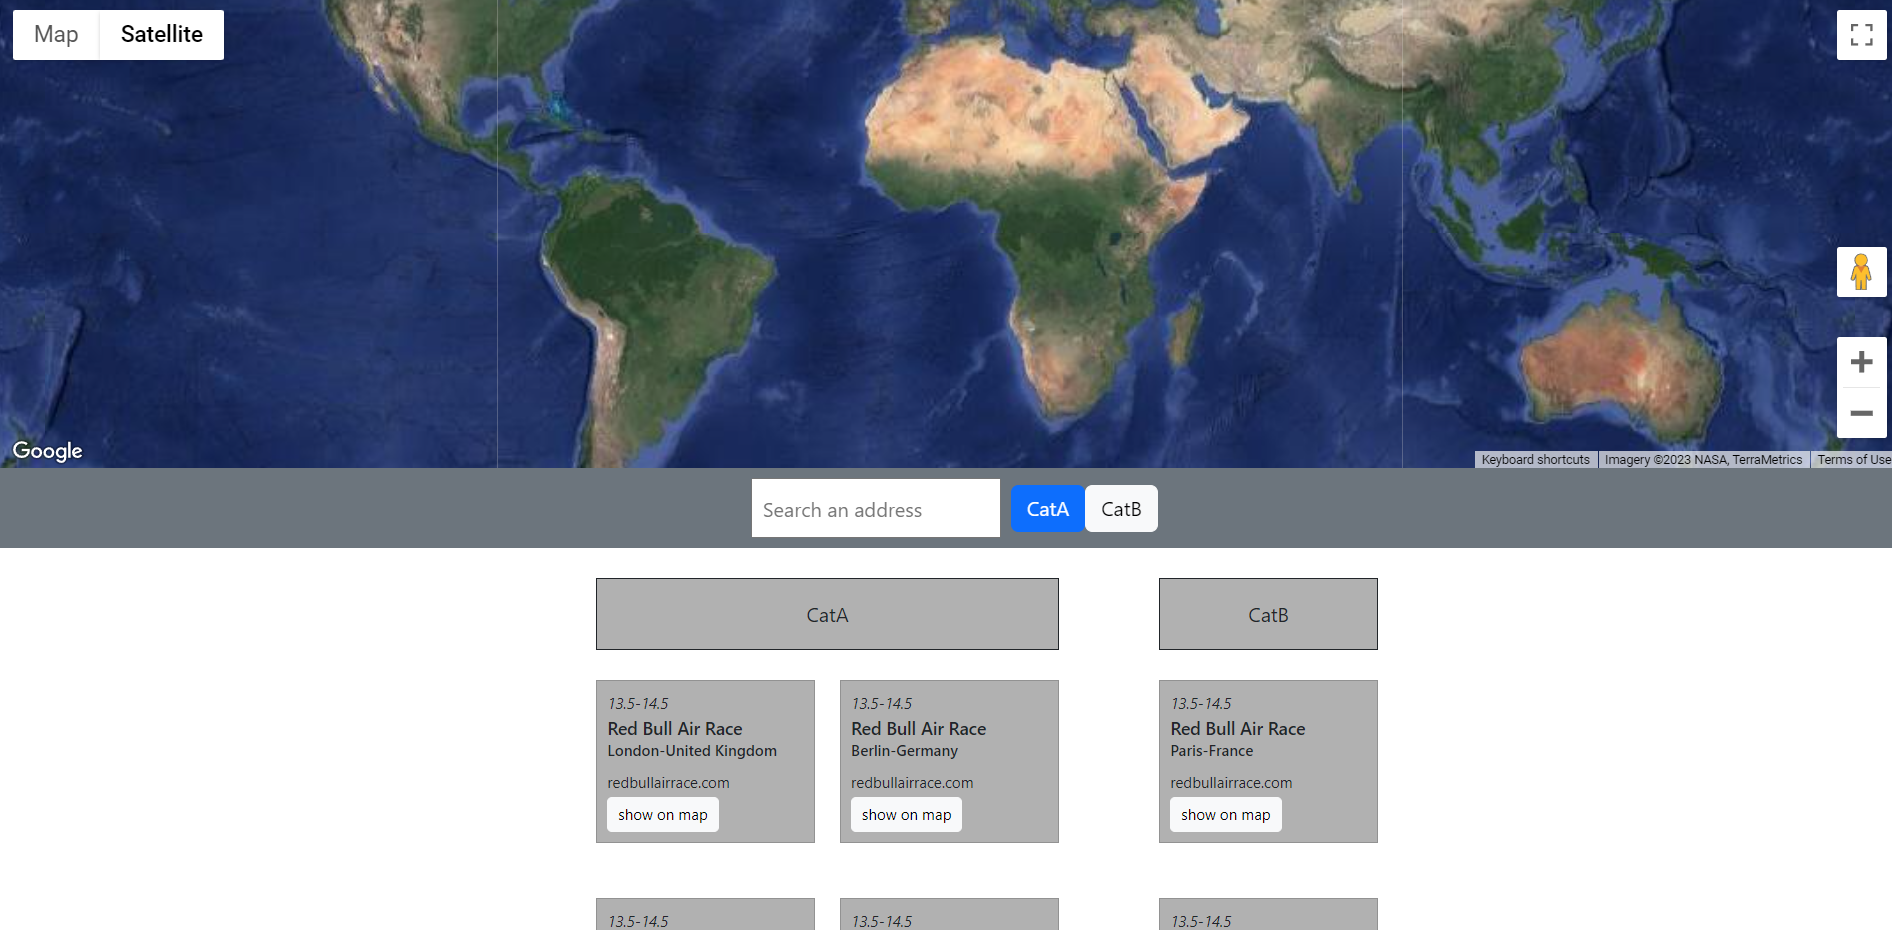 Map Satellite
Google
Keyboard shortcuts Imagery ©2023 NASA, TerraMetrics Terms of Use
Search an address CatA CatB
CatA CatB
13.5-14.5 13.5-14.5 13.5-14.5
Red Bull Air Race Red Bull Air Race Red Bull Air Race
London-United Kingdom Berlin-Germany Paris-France
redbullairrace.com redbullairrace.com redbullairrace.com
show on map show on map show on map
13.5-14.5 13.5-14.5 13.5-14.5